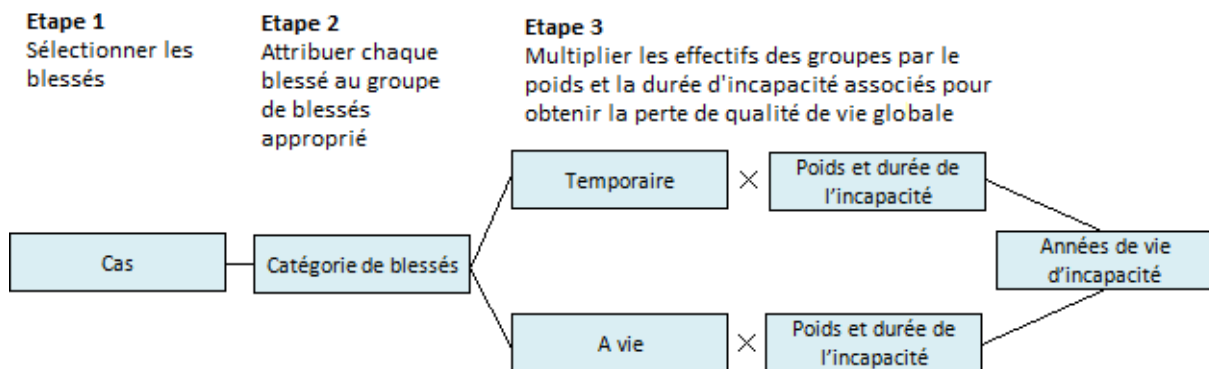 Etape 1
Sélectionner les
blessés
Etape 2
Attribuer chaque
blessé au groupe
de blessés
approprié
Etape 3
Multiplier les effectifs des groupes par le
poids et la durée d'incapacité associés pour
obtenir la perte de qualité de vie globale
Cas
Catégorie de blessés
Temporaire
×
Poids et durée de
l’incapacité
A vie
×
Poids et durée de
l’incapacité
Années de vie
d’incapacité